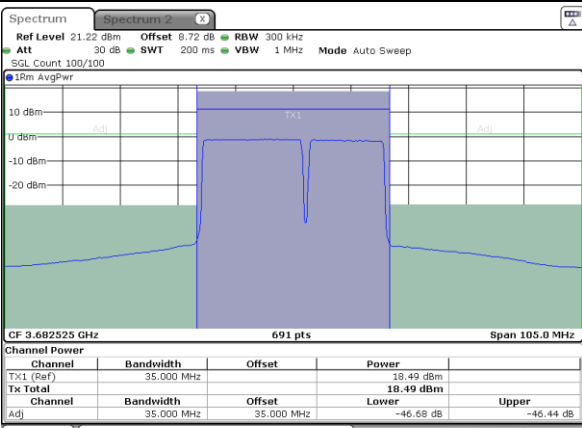 Spectrum Spectrum 2 X
Ref Level 21.22 dBm Offset 8.72 dB RBW 300 kHz
Att 30 dB SWT 200 ms VBW 1 MHz Mode Auto Sweep
SGL Count 100/100
1Rm AvgPwr
10 dBm
TX1
Adj Adj
0 dBm
-10 dBm
-20 dBm
CF 3.682525 GHz 691 pts Span 105.0 MHz
Channel Power
Channel Bandwidth Offset Power
TX1 (Ref) 35.000 MHz 18.49 dBm
Tx Total 18.49 dBm
Channel Bandwidth Offset Lower Upper
Adj 35.000 MHz 35.000 MHz -46.68 dB -46.44 dB